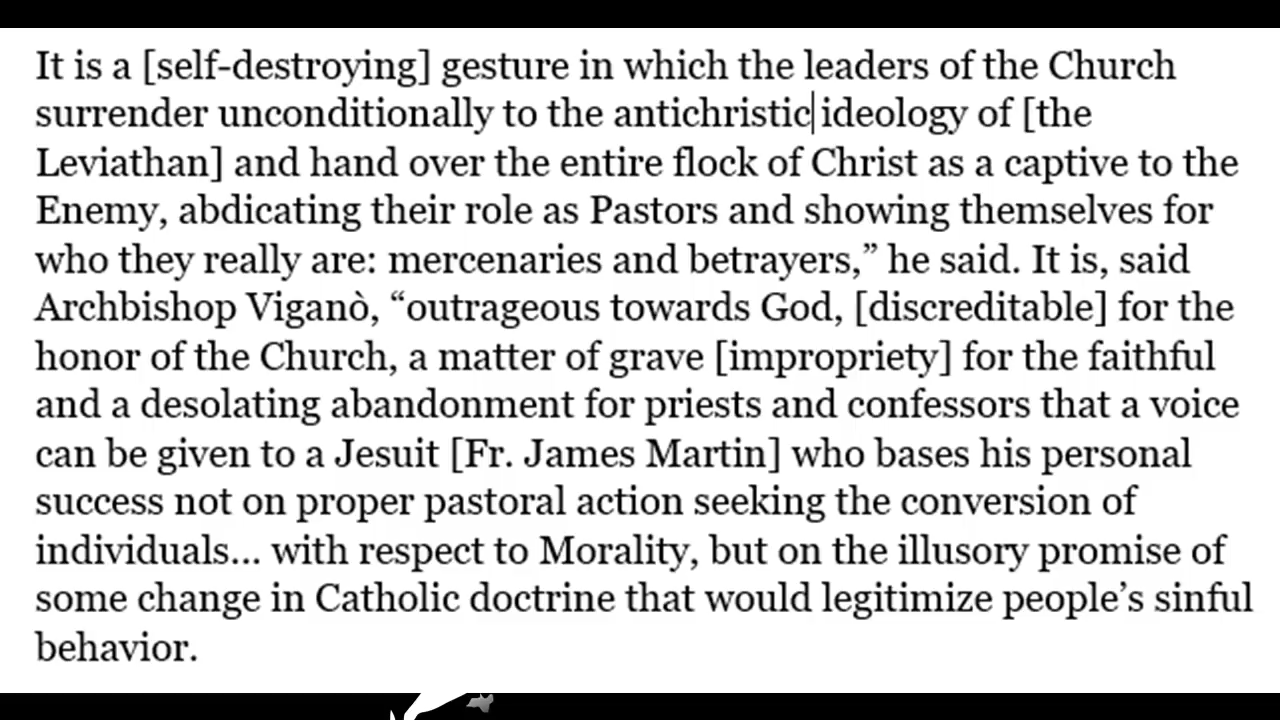 It is a [self-destroying] gesture in which the leaders of the Church
surrender unconditionally to the antichristic ideology of [the
Leviathan] and hand over the entire flock of Christ as a captive to the
Enemy, abdicating their role as Pastors and showing themselves for
who they really are: mercenaries and betrayers,” he said. It is, said
Archbishop Viganò, “outrageous towards God, [discreditable] for the
honor of the Church, a matter of grave [impropriety] for the faithful
and a desolating abandonment for priests and confessors that a voice
can be given to a Jesuit [Fr. James Martin] who bases his personal
success not on proper pastoral action seeking the conversion of
individuals... with respect to Morality, but on the illusory promise of
some change in Catholic doctrine that would legitimize people’s sinful
behavior.